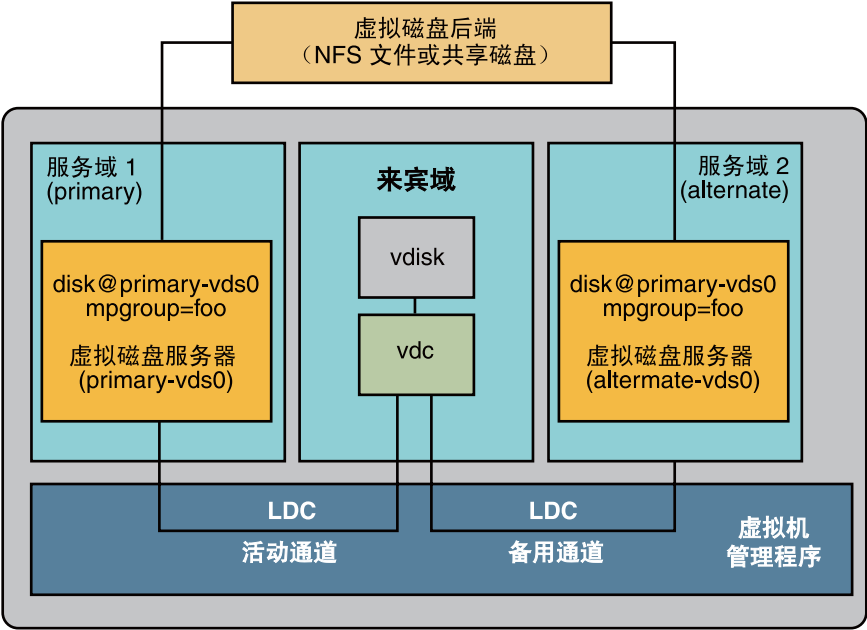 虚拟磁盘后端
（NFS 文件或共享磁盘）
服务域 1
(primary)
来宾域
服务域 2
(alternate)
disk@primary-vds0
mpgroup=foo
虚拟磁盘服务器
(primary-vds0)
vdisk
vdc
disk@primary-vds0
mpgroup=foo
虚拟磁盘服务器
(altermate-vds0)
LDC
活动通道
LDC
备用通道
虚拟机
管理程序